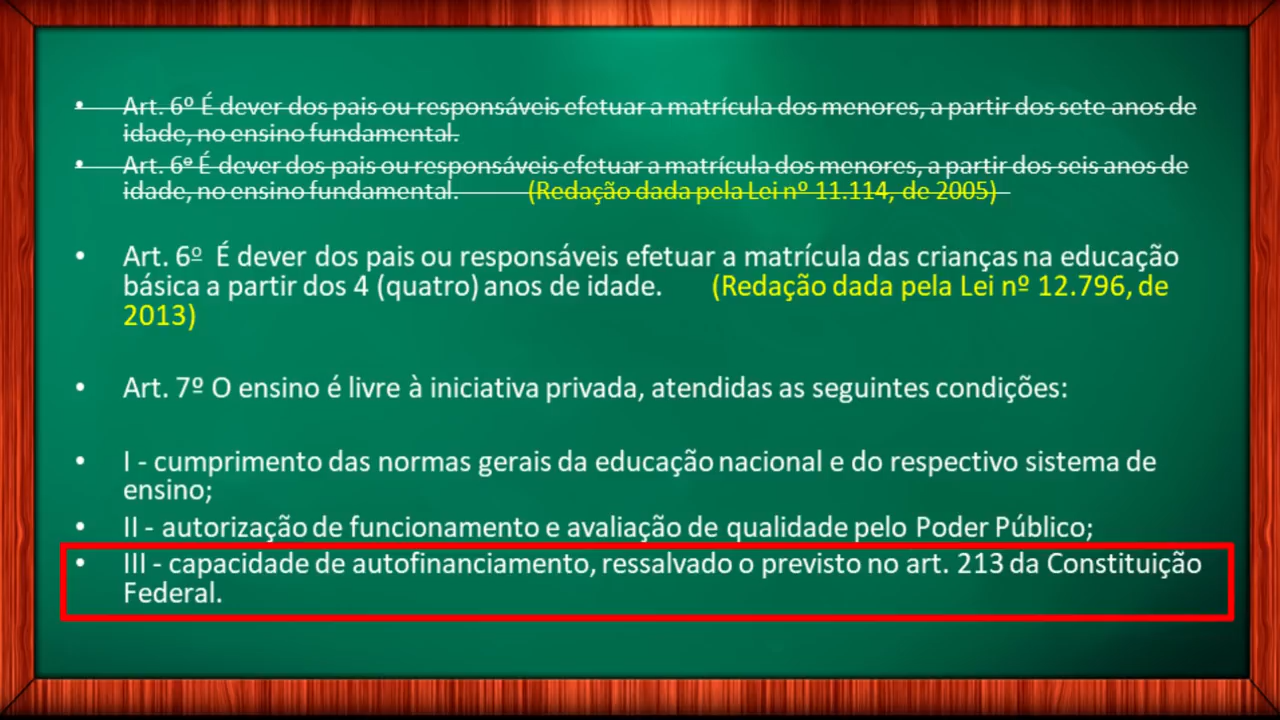 • Art. 6º É dever dos pais ou responsáveis efetuar a matrícula dos menores, a partir dos sete anos de
idade, no ensino fundamental.
• Art. 6º É dever dos pais ou responsáveis efetuar a matrícula dos menores, a partir dos seis anos de
idade, no ensino fundamental. (Redação dada pela Lei nº 11.114, de 2005)
• Art. 6º É dever dos pais ou responsáveis efetuar a matrícula das crianças na educação
básica a partir dos 4 (quatro) anos de idade. (Redação dada pela Lei nº 12.796, de
2013)
• Art. 7º O ensino é livre à iniciativa privada, atendidas as seguintes condições:
• I - cumprimento das normas gerais da educação nacional e do respectivo sistema de
ensino;
• II - autorização de funcionamento e avaliação de qualidade pelo Poder Público;
• III - capacidade de autofinanciamento, ressalvado o previsto no art. 213 da Constituição
Federal.